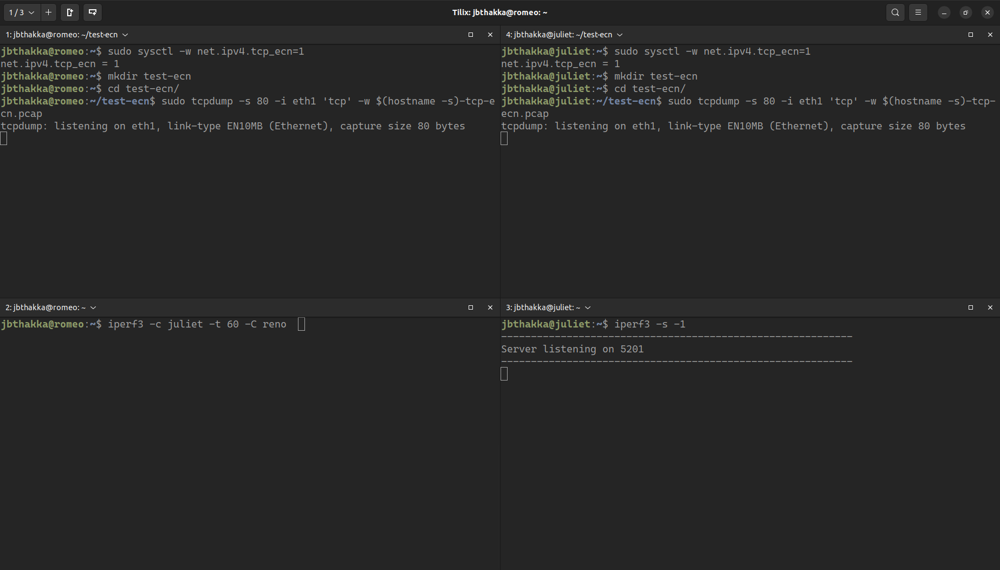 1 / 3
Tilix: jbthakka@romeo: ~
1: jbthakka@romeo: ~/test-ecn
jbthakka@romeo:~$ sudo sysctl -w net.ipv4.tcp_ecn=1
net.ipv4.tcp_ecn = 1
jbthakka@romeo:~$ mkdir test-ecn
jbthakka@romeo:~$ cd test-ecn/
jbthakka@romeo:~/test-ecn$ sudo tcpdump -s 80 -i eth1 'tcp' -w $(hostname -s)-tcp-e
cn.pcap
tcpdump: listening on eth1, link-type EN10MB (Ethernet), capture size 80 bytes
4: jbthakka@juliet: ~/test-ecn
jbthakka@juliet:~$ sudo sysctl -w net.ipv4.tcp_ecn=1
net.ipv4.tcp_ecn = 1
jbthakka@juliet:~$ mkdir test-ecn
jbthakka@juliet:~$ cd test-ecn/
jbthakka@juliet:~/test-ecn$ sudo tcpdump -s 80 -i eth1 'tcp' -w $(hostname -s)-tcp-
ecn.pcap
tcpdump: listening on eth1, link-type EN10MB (Ethernet), capture size 80 bytes
2: jbthakka@romeo: ~
jbthakka@romeo:~$ iperf3 -c juliet -t 60 -C reno
3: jbthakka@juliet: ~
jbthakka@juliet:~$ iperf3 -s -1
-----------------------------------------------------------
Server listening on 5201
-----------------------------------------------------------